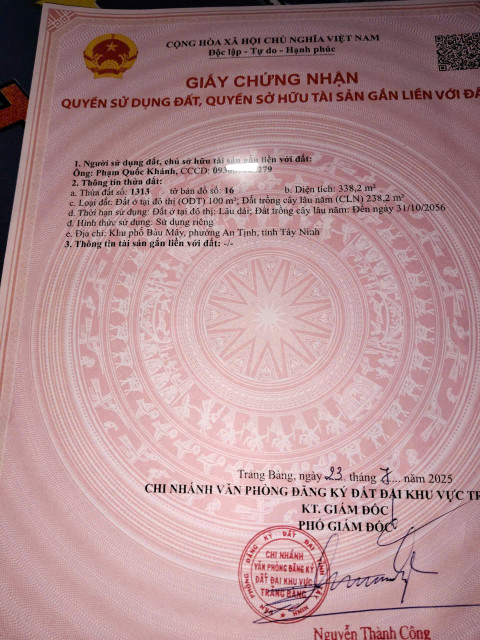 CỘNG HÒA XÃ HỘI CHỦ NGHĨA VIỆT NAM
Độc lập - Tự do - Hạnh phúc
GIẤY CHỨNG NHẬN
QUYỀN SỬ DỤNG ĐẤT, QUYỀN SỞ HỮU TÀI SẢN GẮN LIỀN VỚI ĐẤ
1. Người sử dụng đất, chủ sở hữu tài sản gắn liền với đất:
Ông: Phạm Quốc Khánh, CCCD:
2. Thông tin thửa đất:
a. Thửa đất số: 1313 tờ bản đồ số: 16 b. Diện tích: 338,2 m²
c. Loại đất: Đất ở tại đô thị (ODT) 100 m²; Đất trồng cây lâu năm (CLN) 238,2 m²
d. Thời hạn sử dụng: Đất ở tại đô thị: Lâu dài; Đất trồng cây lâu năm: Đến ngày 31/10/2056
đ. Hình thức sử dụng: Sử dụng riêng
e. Địa chỉ: Khu phố Bàu Mây, phường An Tịnh, tỉnh Tây Ninh
3. Thông tin tài sản gắn liền với đất: -/-
Trảng Bàng, ngày 23 tháng 7 năm 2025
CHI NHÁNH VĂN PHÒNG ĐĂNG KÝ ĐẤT ĐAI KHU VỰC TR
KT. GIÁM ĐỐC
PHÓ GIÁM ĐỐC
CHI NHÁNH
VĂN PHÒNG ĐĂNG KÝ
ĐẤT ĐAI KHU VỰC
TRẢNG BÀNG
Nguyễn Thành Công